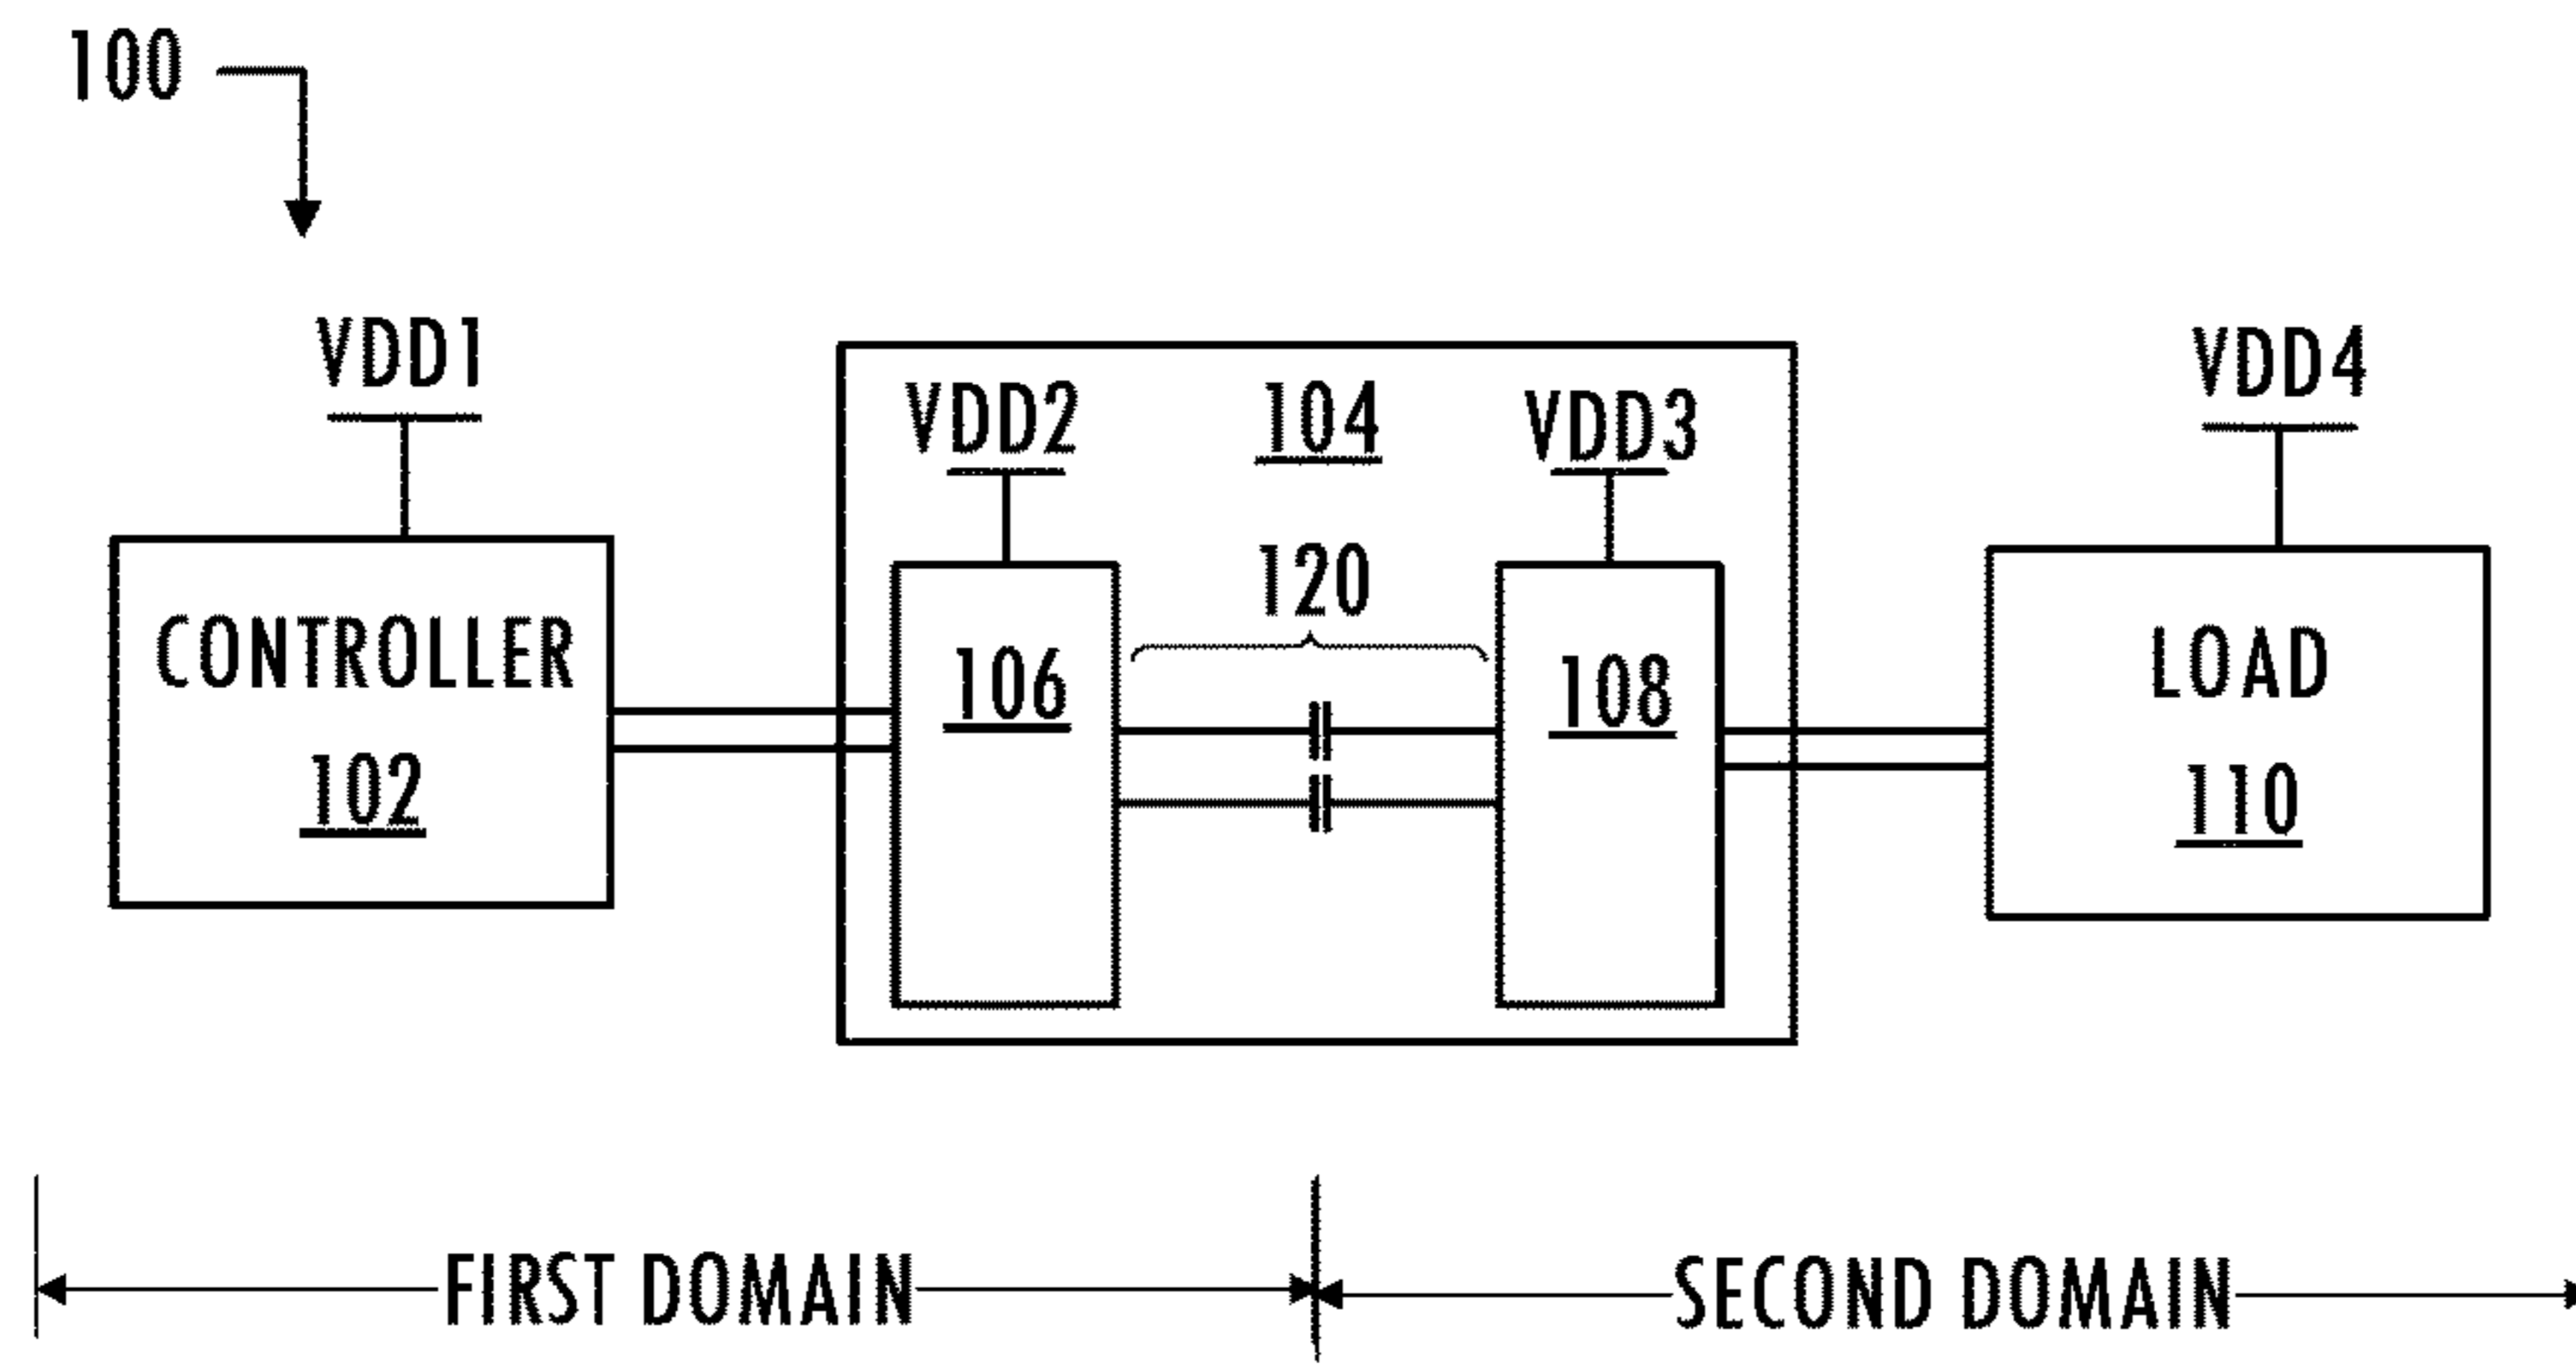 100
VDD1
VDD2
104
VDD3
VDD4
120
CONTROLLER
102
106
108
LOAD
110
FIRST DOMAIN
SECOND DOMAIN